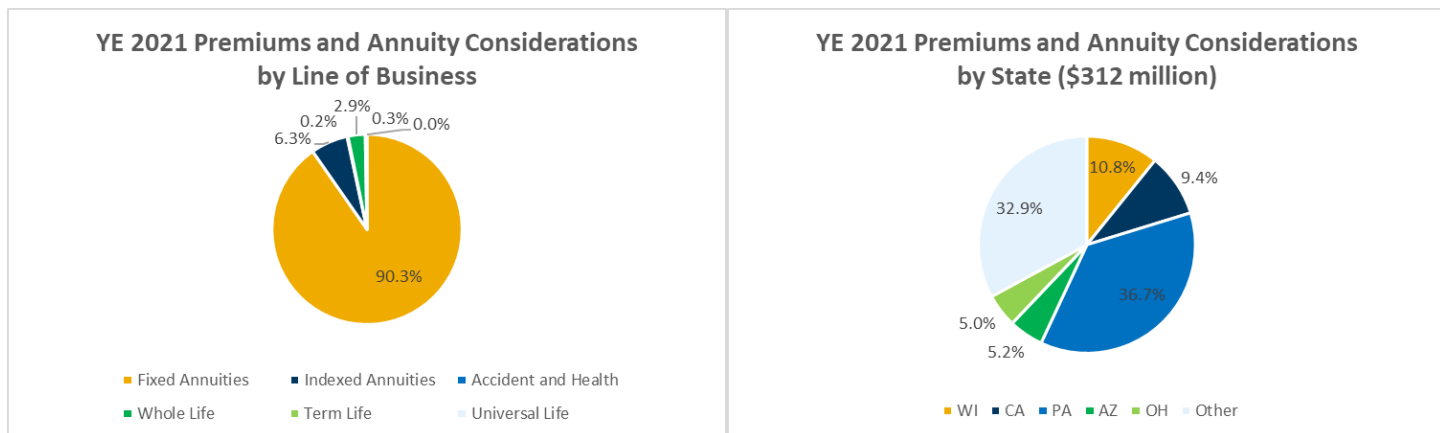 YE 2021 Premiums and Annuity Considerations
by Line of Business
2.9%
0.2%
0.3%
0.0%
6.3%
90.3%
Fixed Annuities
Indexed Annuities
Accident and Health
Whole Life
Term Life
Universal Life
YE 2021 Premiums and Annuity Considerations
by State ($312 million)
10.8%
9.4%
32.9%
36.7%
5.0%
5.2%
WI
CA
PA
AZ
OH
Other